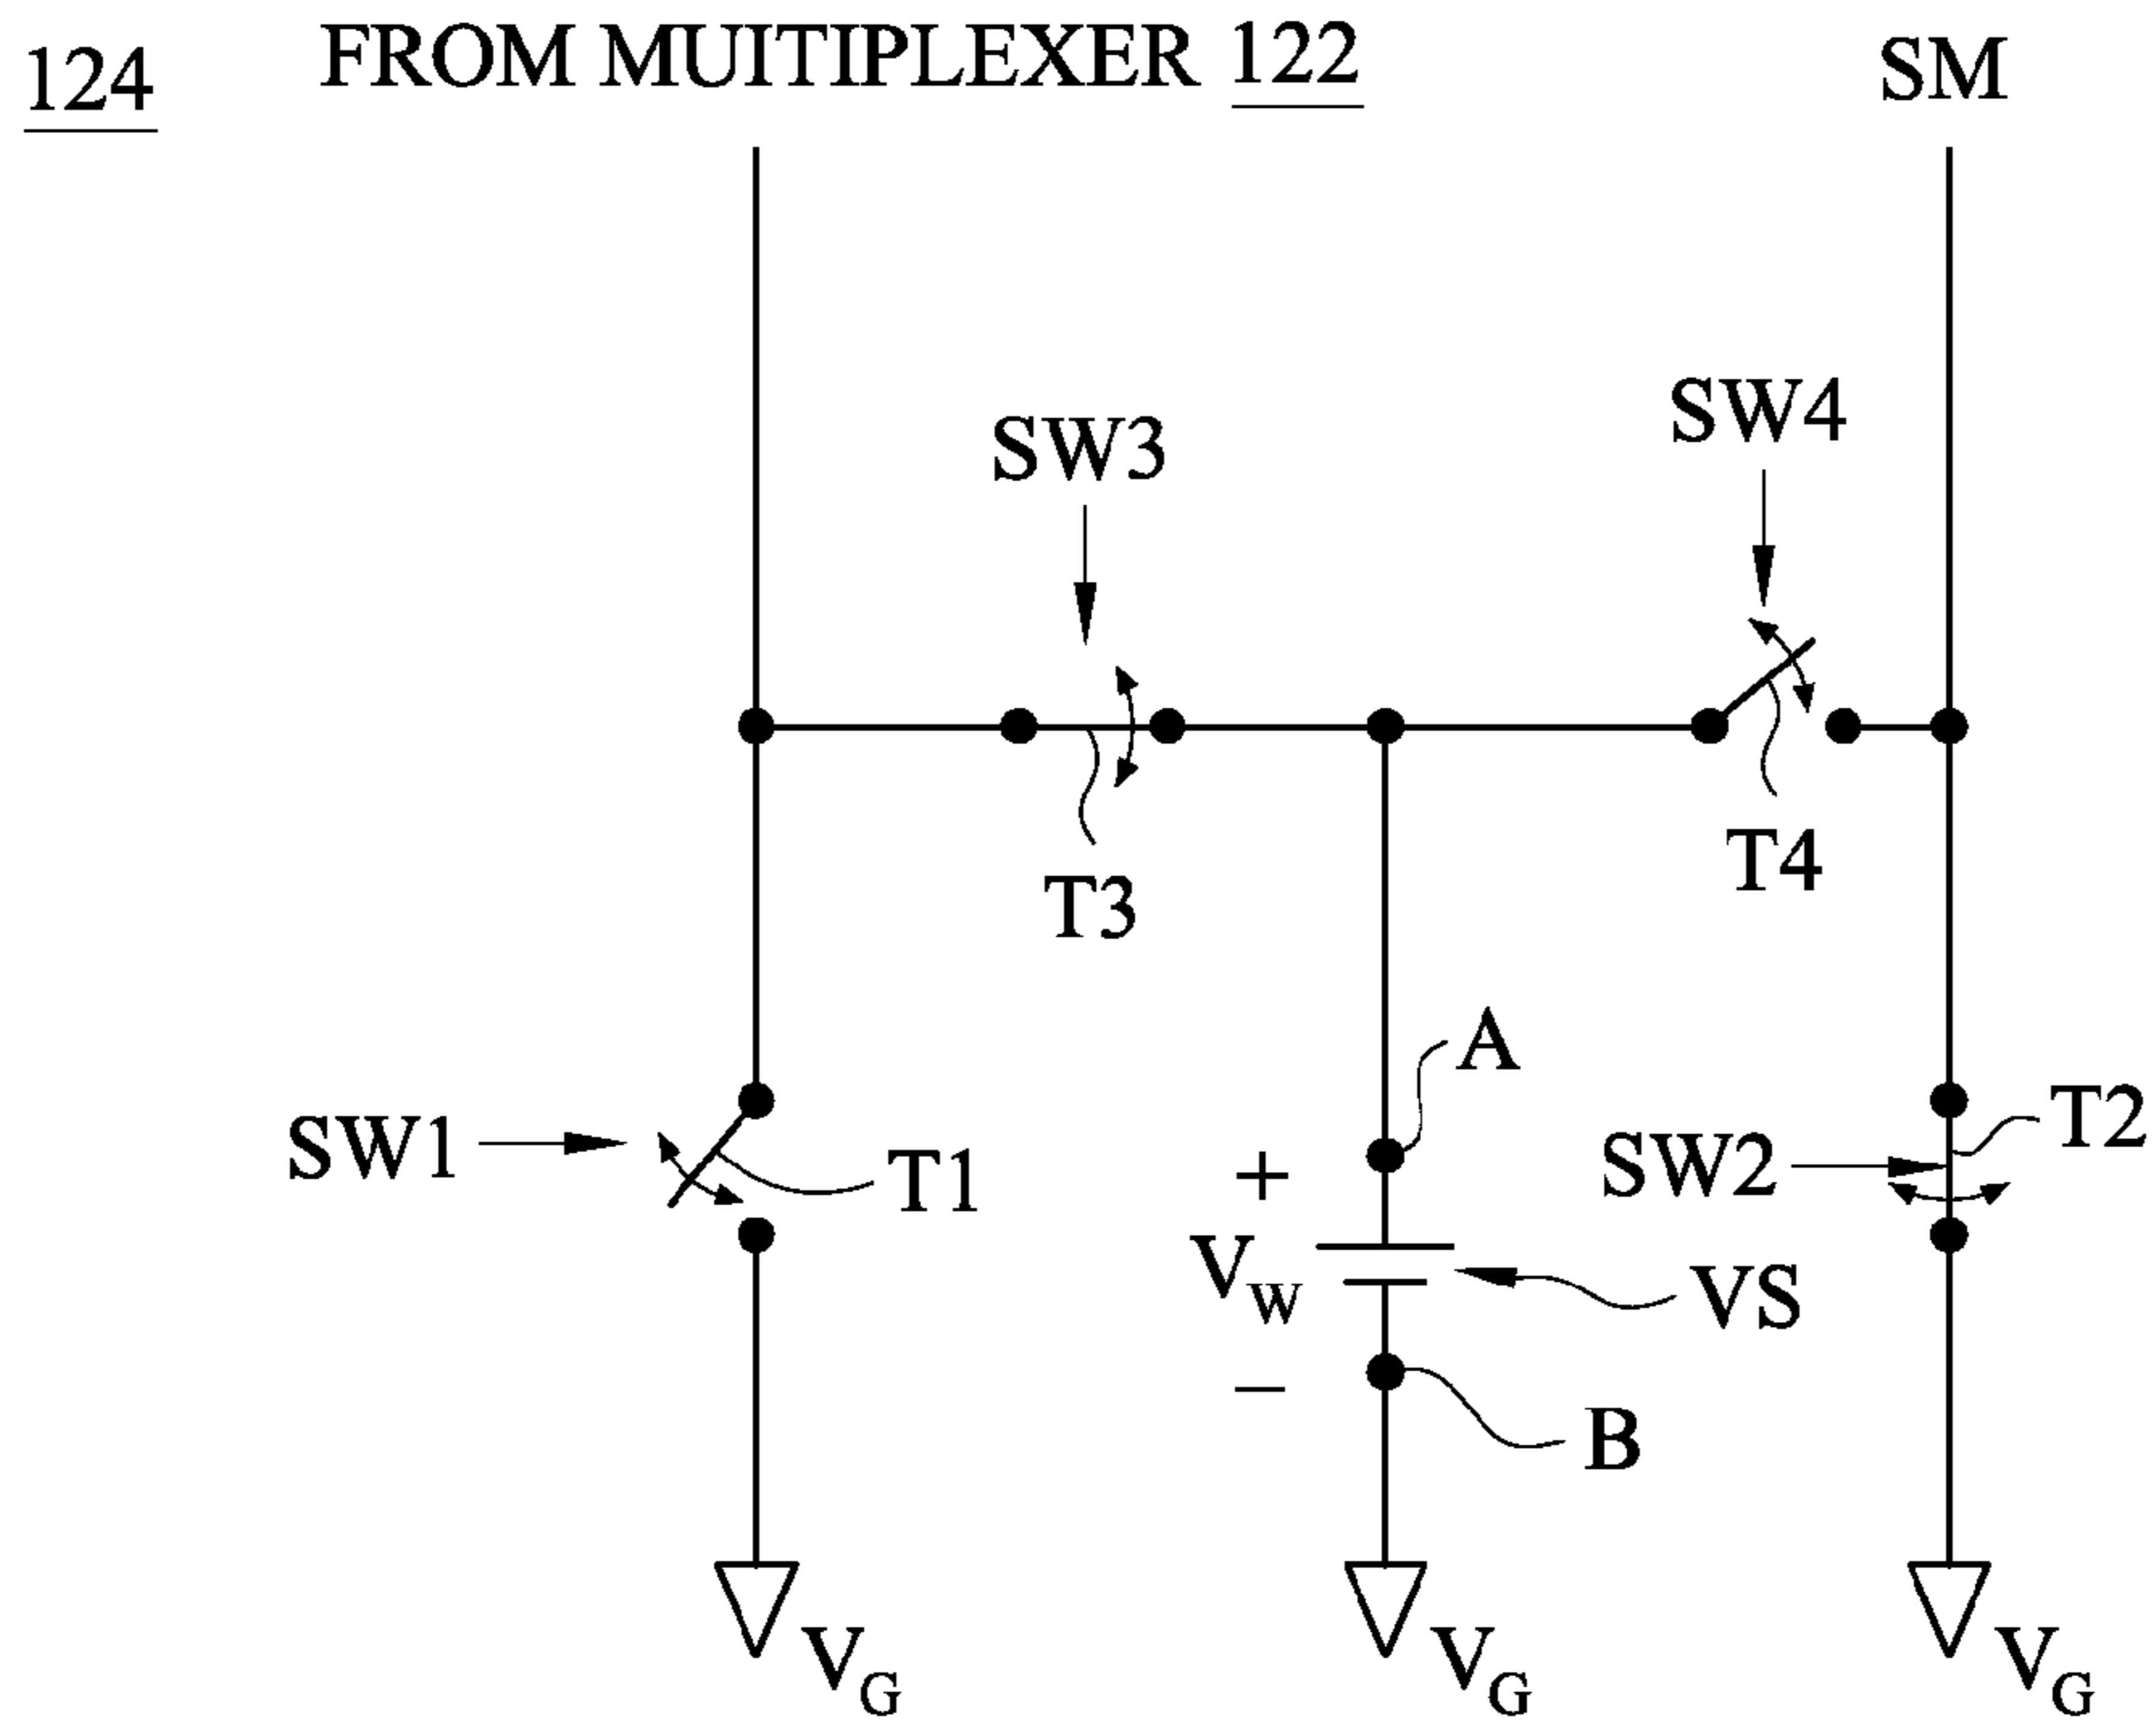 124
FROM MUITIPLEXER 122
SM
SW3
SW4
T3
T4
A
SW1
T1
+
VW
−
VS
SW2
T2
B
VG
VG
VG